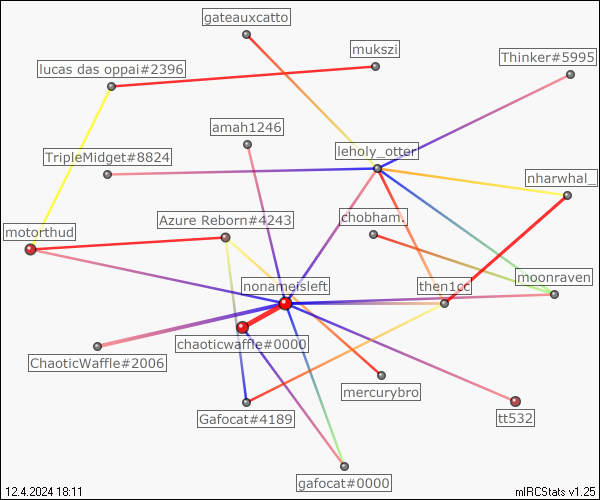 gateauxcatto
mukszi
Thinker#5995
lucas das oppai#2396
amah1246
leholy_otter
TripleMidget#8824
nharwhal_
chobham.
Azure Reborn#4243
motorthud
moonraven
nonameisleft
then1cc
chaoticwaffle#0000
ChaoticWaffle#2006
mercurybro
Gafocat#4189
tt532
gafocat#0000
12.4.2024 18:11
mIRCStats v1.25